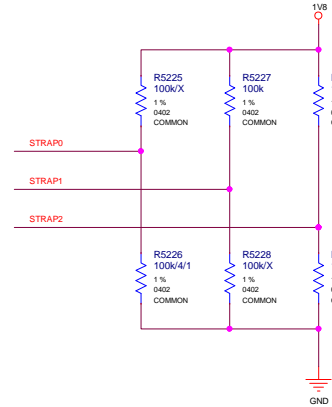 1V8
R5225
100k/X
1 %
0402
COMMON
R5227
100k
1 %
0402
COMMON
STRAP0
STRAP1
STRAP2
R5226
100k/4/1
1 %
0402
COMMON
R5228
100k/X
1 %
0402
COMMON
GND